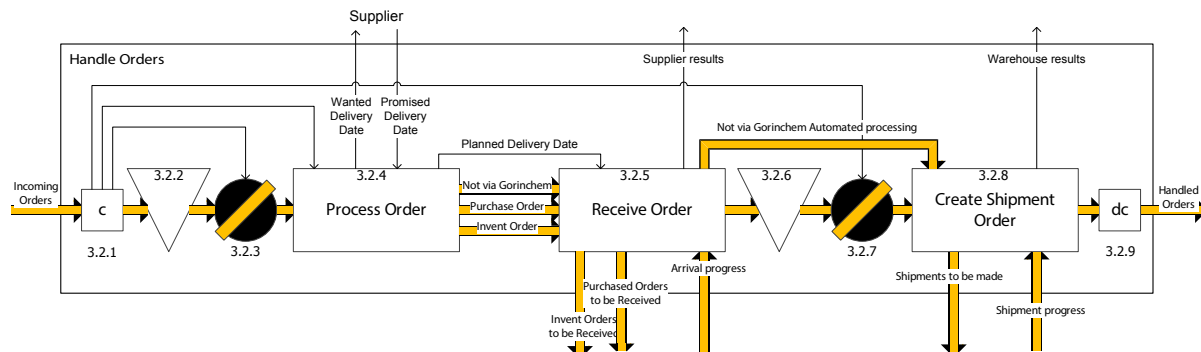 Supplier
Handle Orders
Wanted
Delivery
Date
Promised
Delivery
Date
Supplier results
Warehouse results
Not via Gorinchem Automated processing
Planned Delivery Date
Incoming
Orders
c
3.2.1
3.2.2
3.2.3
3.2.4
Process Order
Not via Gorinchem
Purchase Order
Invent Order
3.2.5
Receive Order
3.2.6
3.2.7
3.2.8
Create Shipment
Order
dc
3.2.9
Handled
Orders
Arrival progress
Purchased Orders
to be Received
Invent Orders
to be Received
Shipments to be made
Shipment progress